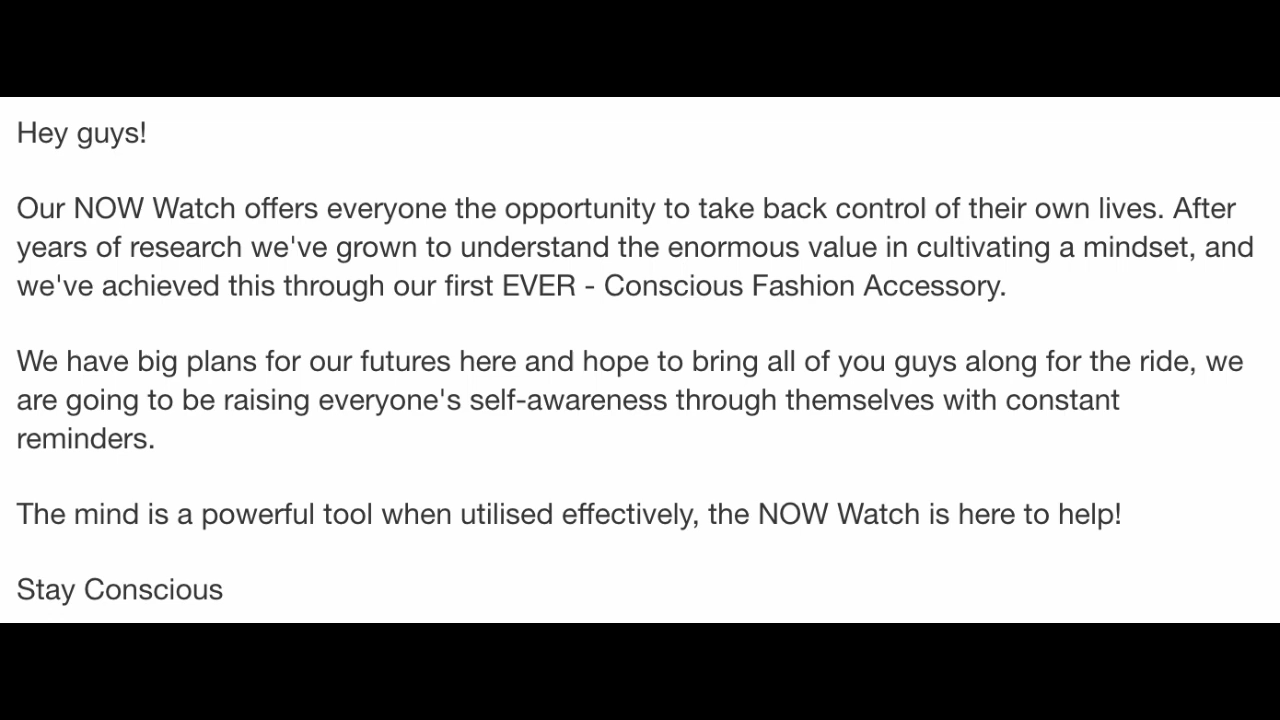 Hey guys!
Our NOW Watch offers everyone the opportunity to take back control of their own lives. After
years of research we've grown to understand the enormous value in cultivating a mindset, and
we've achieved this through our first EVER - Conscious Fashion Accessory.
We have big plans for our futures here and hope to bring all of you guys along for the ride, we
are going to be raising everyone's self-awareness through themselves with constant
reminders.
The mind is a powerful tool when utilised effectively, the NOW Watch is here to help!
Stay Conscious